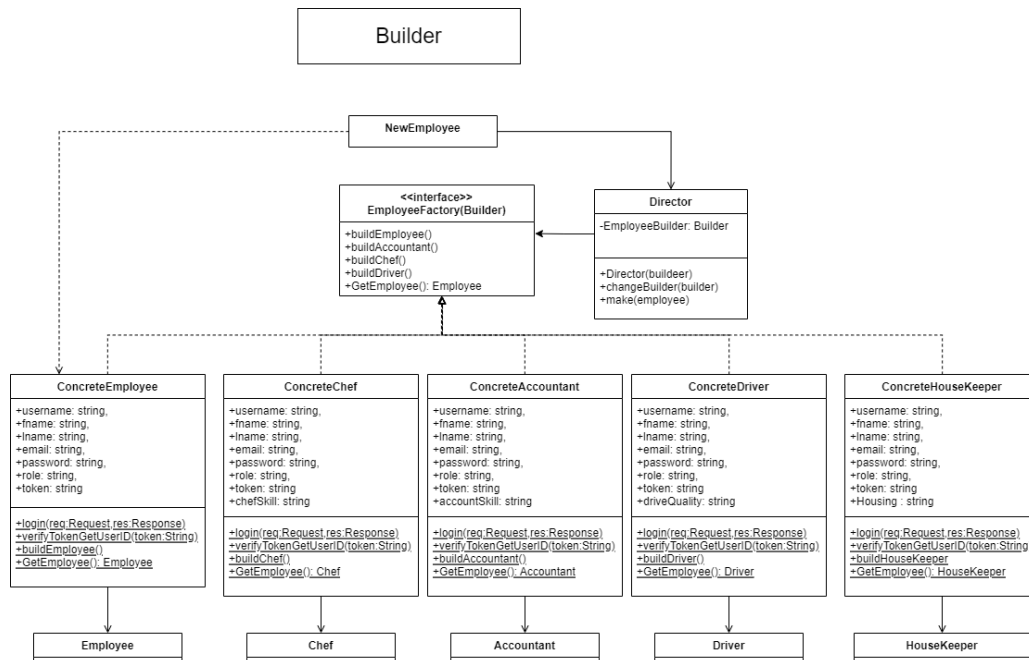 Builder
NewEmployee
<<interface>>
EmployeeFactory(Builder)
+buildEmployee()
+buildAccountant()
+buildChef()
+buildDriver()
+GetEmployee(): Employee
Director
-EmployeeBuilder: Builder
+Director(buildeer)
+changeBuilder(builder)
+make(employee)
ConcreteEmployee
+username: string,
+fname: string,
+lname: string,
+email: string,
+password: string,
+role: string,
+token: string
+login(req:Request,res:Response)
+verifyTokenGetUserID(token:String)
+buildEmployee()
+GetEmployee(): Employee
ConcreteChef
+username: string,
+fname: string,
+lname: string,
+email: string,
+password: string,
+role: string,
+token: string
+chefSkill: string
+login(req:Request,res:Response)
+verifyTokenGetUserID(token:String)
+buildChef()
+GetEmployee(): Chef
ConcreteAccountant
+username: string,
+fname: string,
+lname: string,
+email: string,
+password: string,
+role: string,
+token: string
+accountSkill: string
+login(req:Request,res:Response)
+verifyTokenGetUserID(token:String)
+buildAccountant()
+GetEmployee(): Accountant
ConcreteDriver
+username: string,
+fname: string,
+lname: string,
+email: string,
+password: string,
+role: string,
+token: string
+driveQuality: string
+login(req:Request,res:Response)
+verifyTokenGetUserID(token:String)
+buildDriver()
+GetEmployee(): Driver
ConcreteHouseKeeper
+username: string,
+fname: string,
+lname: string,
+email: string,
+password: string,
+role: string,
+token: string
+Housing : string
+login(req:Request,res:Response)
+verifyTokenGetUserID(token:String)
+buildHouseKeeper
+GetEmployee(): HouseKeeper
Employee
Chef
Accountant
Driver
HouseKeeper